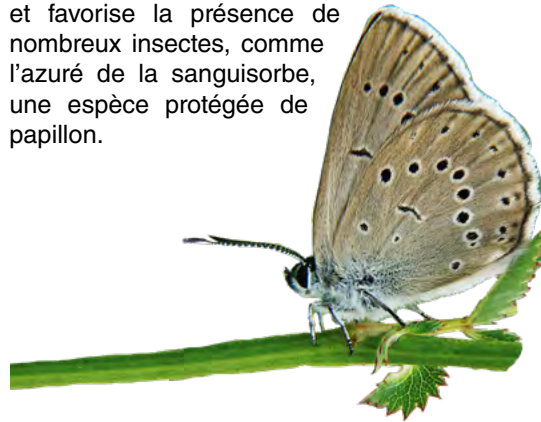 et favorise la présence de
nombreux insectes, comme
l'azuré de la sanguisorbe,
une espèce protégée de
papillon.